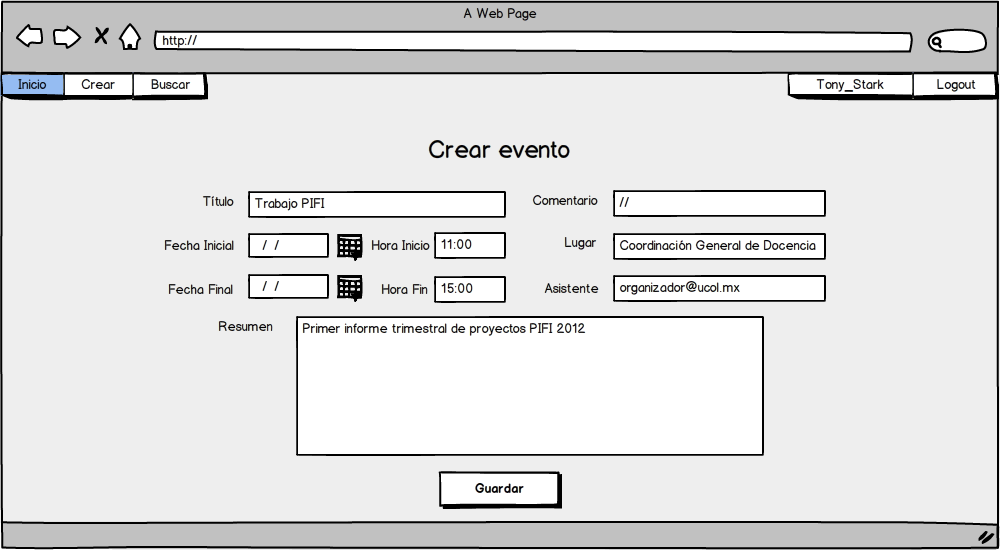 A Web Page
http://
Inicio Crear Buscar Tony_Stark Logout
Crear evento
Título Trabajo PIFI Comentario //
Fecha Inicial / / Hora Inicio 11:00 Lugar Coordinación General de Docencia
Fecha Final / / Hora Fin 15:00 Asistente organizador@ucol.mx
Resumen Primer informe trimestral de proyectos PIFI 2012
Guardar